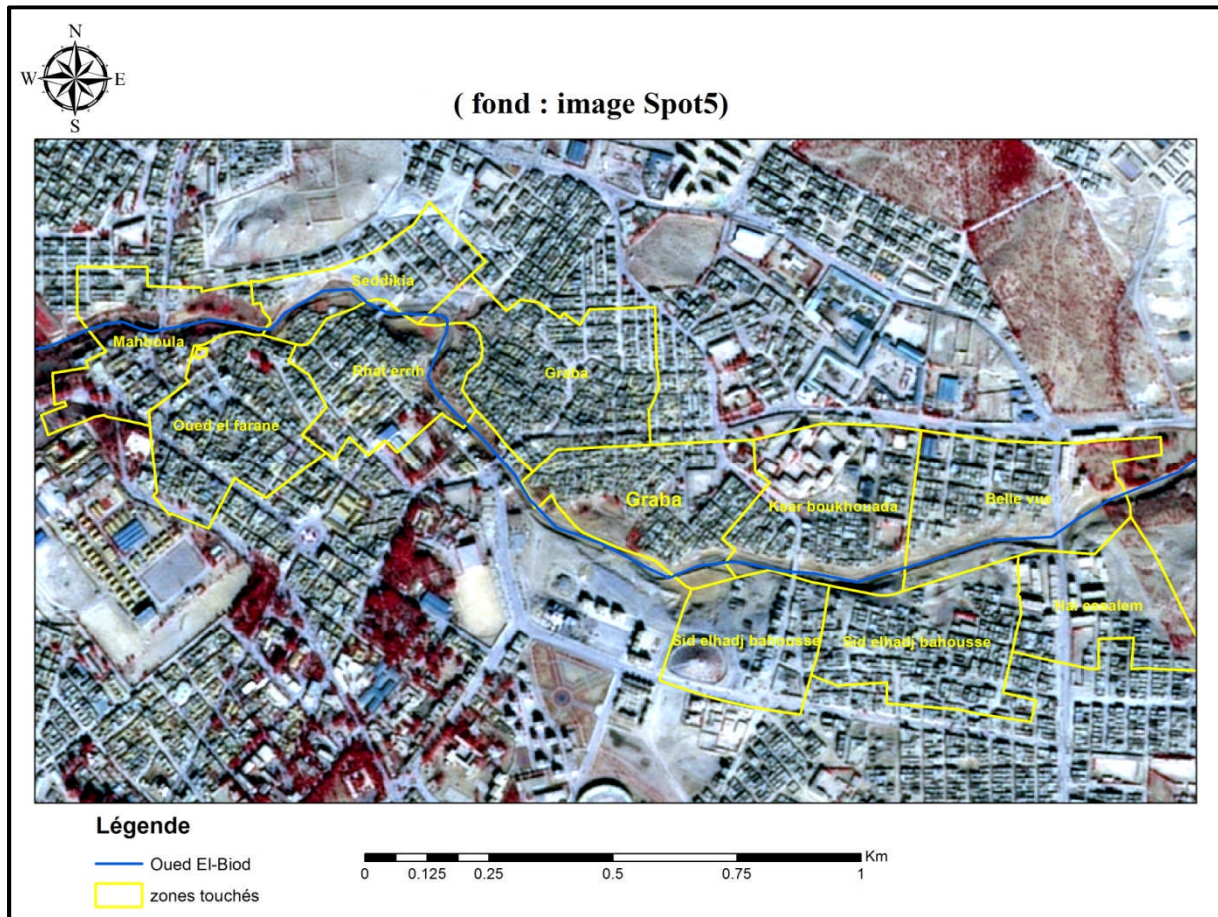 N
W E
S
( fond : image Spot5)
Seddikia
Mahboula
Rhat errih
Graba
Oued el farane
Graba
Ksar boukhouada
Belle vue
Hai essalem
Sid elhadj bahousse
Sid elhadj bahousse
Légende
Oued El-Biod
zones touchés
Km
0 0.125 0.25 0.5 0.75 1